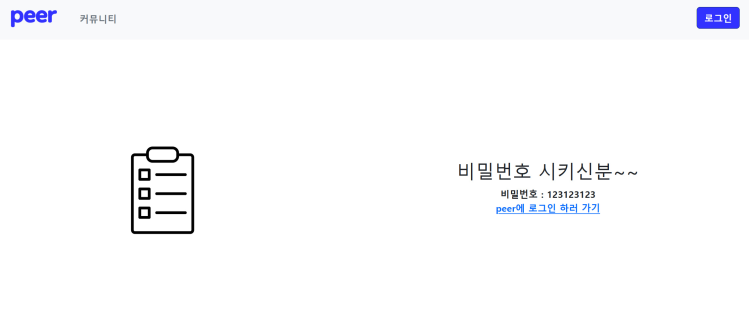 peer 커뮤니티 로그인
비밀번호 시키신분~~
비밀번호 : 123123123
peer에 로그인 하러 가기